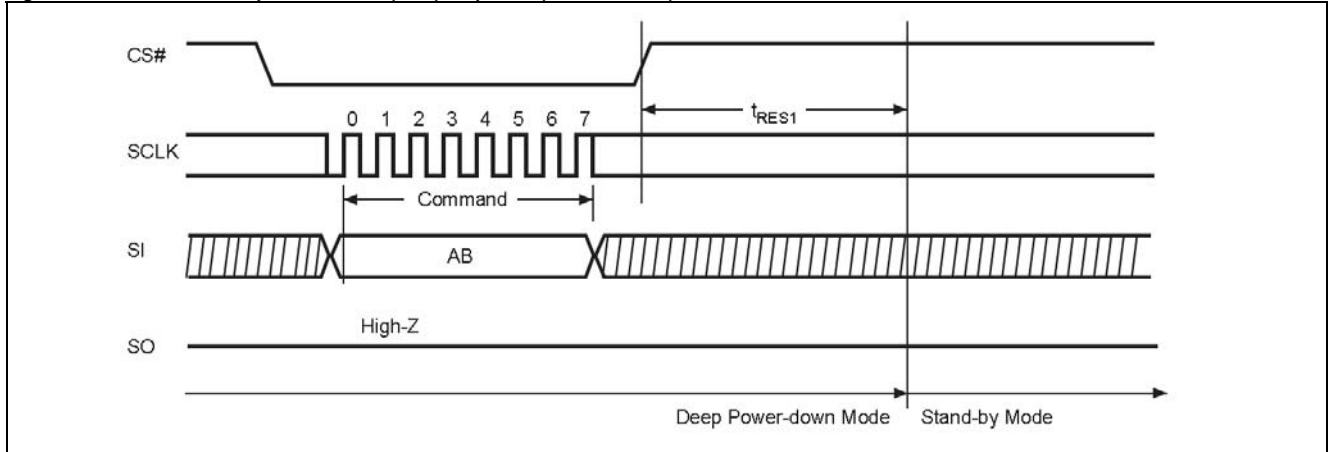 CS#
tRES1
0 1 2 3 4 5 6 7
SCLK
Command
SI
AB
High-Z
SO
Deep Power-down Mode Stand-by Mode